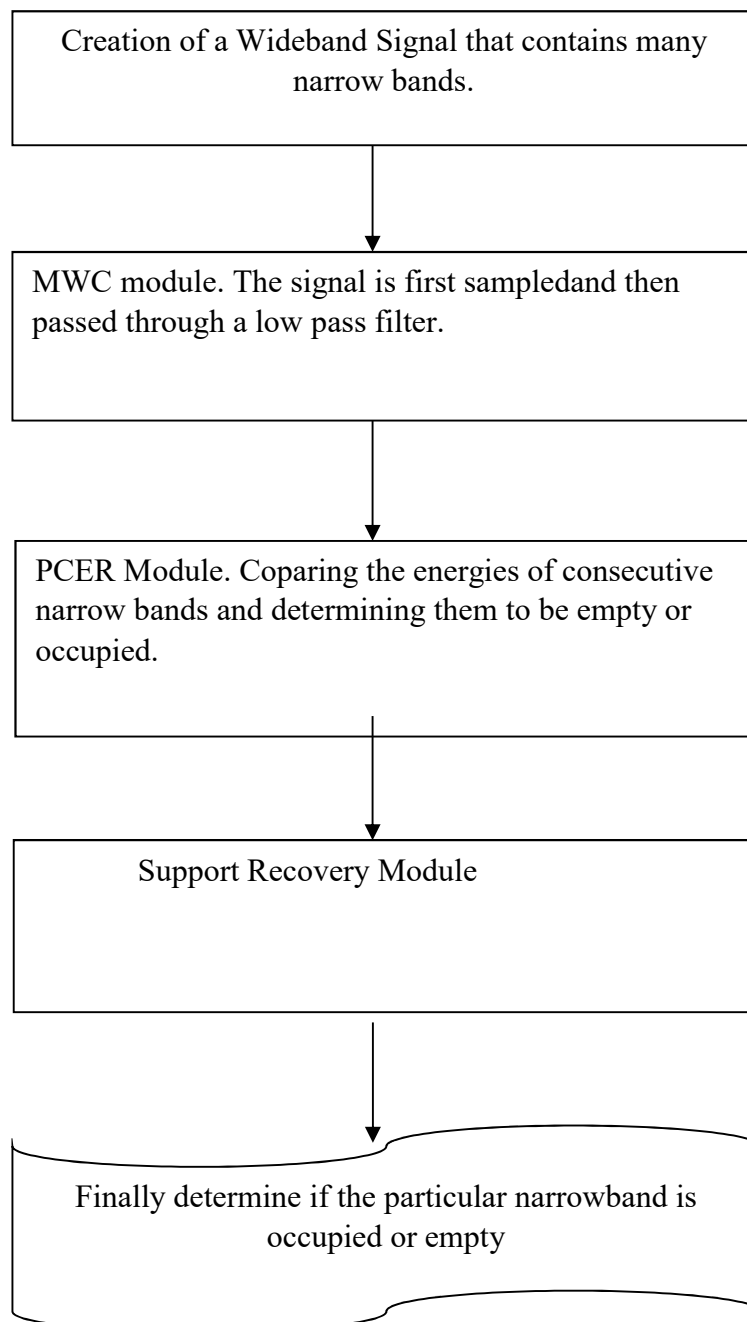 Creation of a Wideband Signal that contains many
narrow bands.
MWC module. The signal is first sampledand then
passed through a low pass filter.
PCER Module. Coparing the energies of consecutive
narrow bands and determining them to be empty or
occupied.
Support Recovery Module
Finally determine if the particular narrowband is
occupied or empty